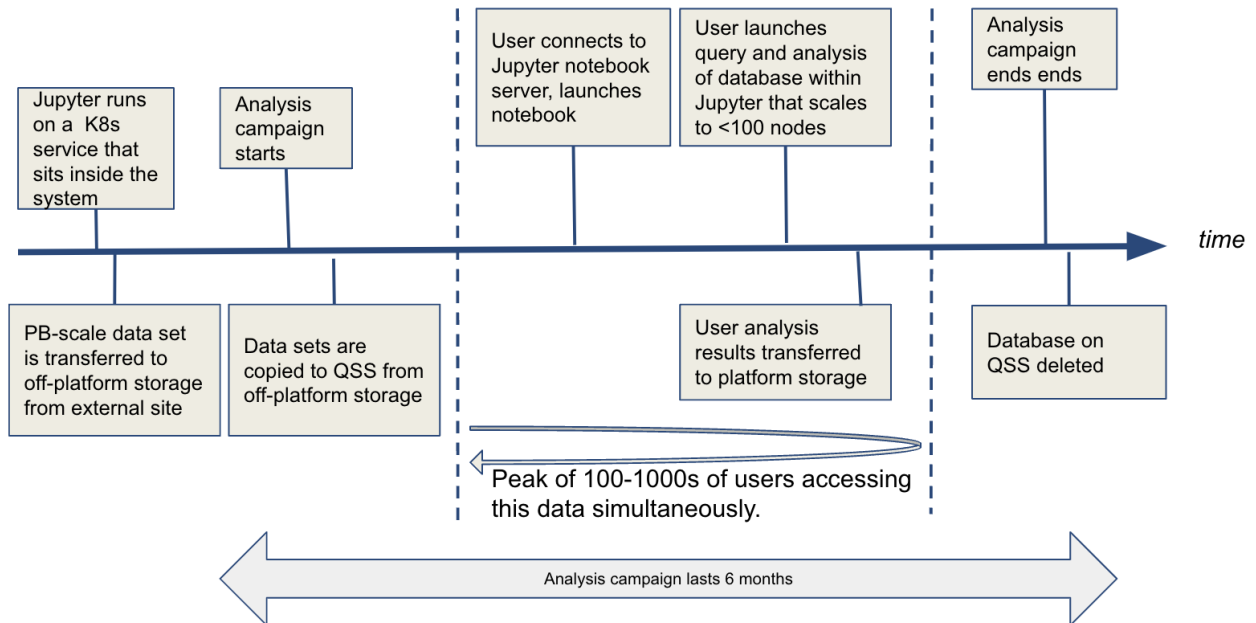 Jupyter runs
on a K8s
service that
sits inside the
system
Analysis
campaign
starts
User connects to
Jupyter notebook
server, launches
notebook
User launches
query and analysis
of database within
Jupyter that scales
to <100 nodes
Analysis
campaign
ends ends
time
PB-scale data set
is transferred to
off-platform storage
from external site
Data sets are
copied to QSS from
off-platform storage
User analysis
results transferred
to platform storage
Database on
QSS deleted
Peak of 100-1000s of users accessing
this data simultaneously.
Analysis campaign lasts 6 months